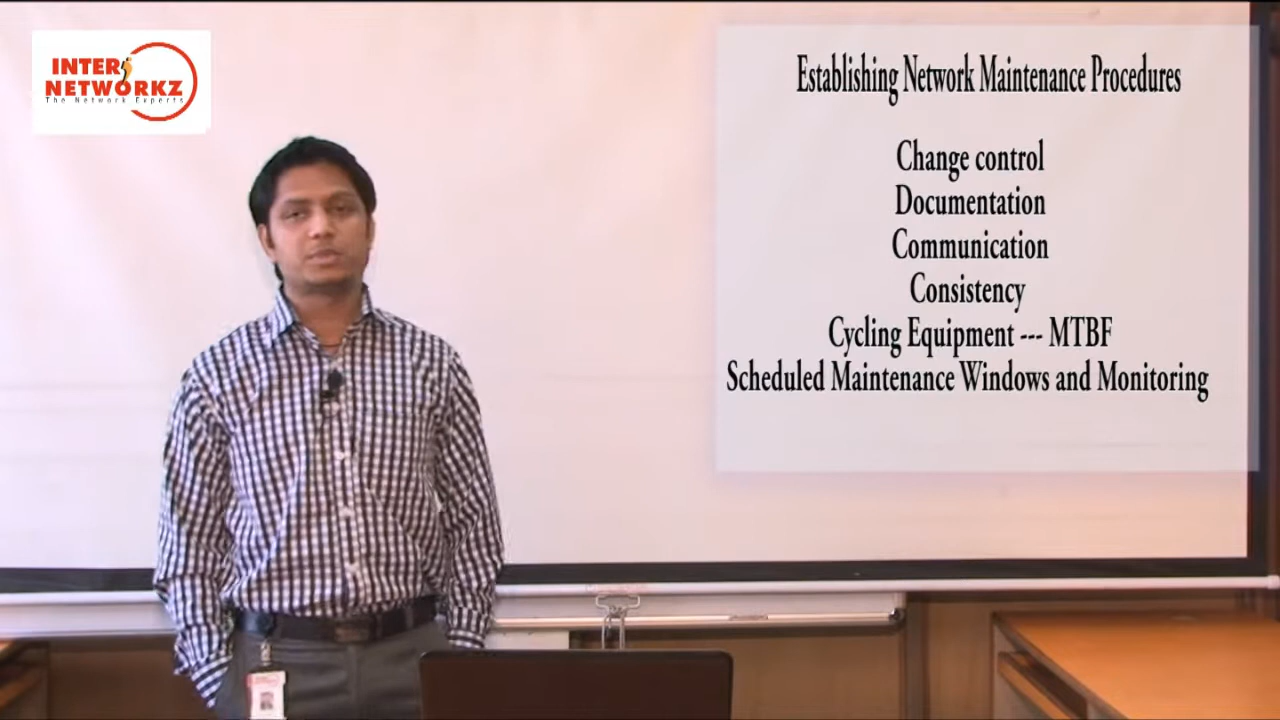 INTER
NETWORKZ
The Network Experts
Establishing Network Maintenance Procedures
Change control
Documentation
Communication
Consistency
Cycling Equipment --- MTBF
Scheduled Maintenance Windows and Monitoring